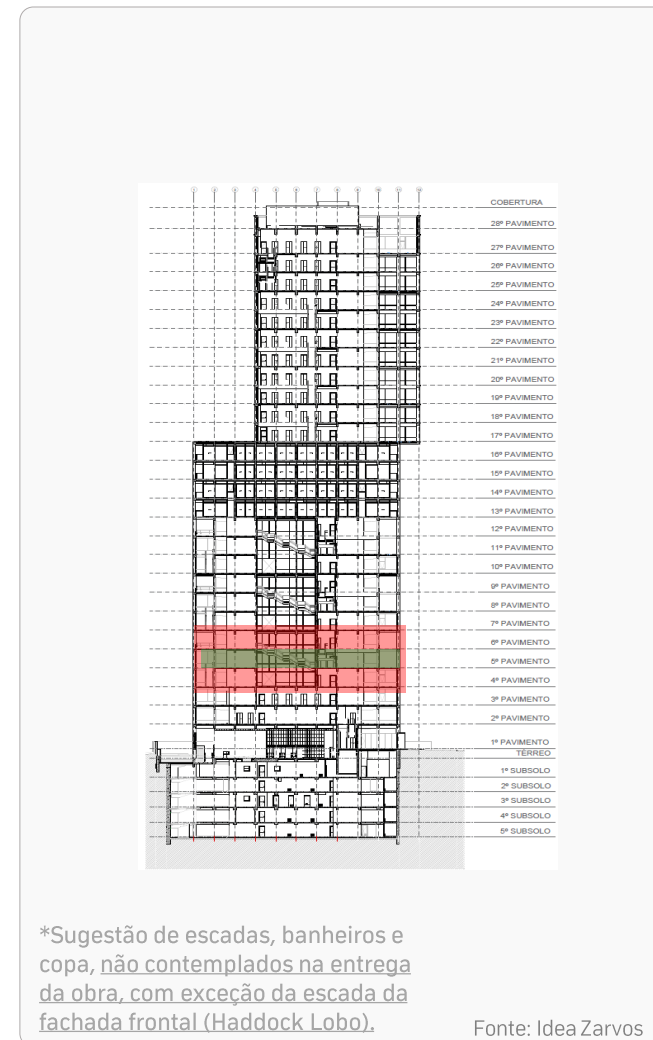 COBERTURA
28º PAVIMENTO
27º PAVIMENTO
26º PAVIMENTO
25º PAVIMENTO
24º PAVIMENTO
23º PAVIMENTO
22º PAVIMENTO
21º PAVIMENTO
20º PAVIMENTO
19º PAVIMENTO
18º PAVIMENTO
17º PAVIMENTO
16º PAVIMENTO
15º PAVIMENTO
14º PAVIMENTO
13º PAVIMENTO
12º PAVIMENTO
11º PAVIMENTO
10º PAVIMENTO
9º PAVIMENTO
8º PAVIMENTO
7º PAVIMENTO
6º PAVIMENTO
5º PAVIMENTO
4º PAVIMENTO
3º PAVIMENTO
2º PAVIMENTO
1º PAVIMENTO
TÉRREO
1º SUBSOLO
2º SUBSOLO
3º SUBSOLO
4º SUBSOLO
5º SUBSOLO
*Sugestão de escadas, banheiros e
copa, não contemplados na entrega
da obra, com exceção da escada da
fachada frontal (Haddock Lobo).
Fonte: Idea Zarvos